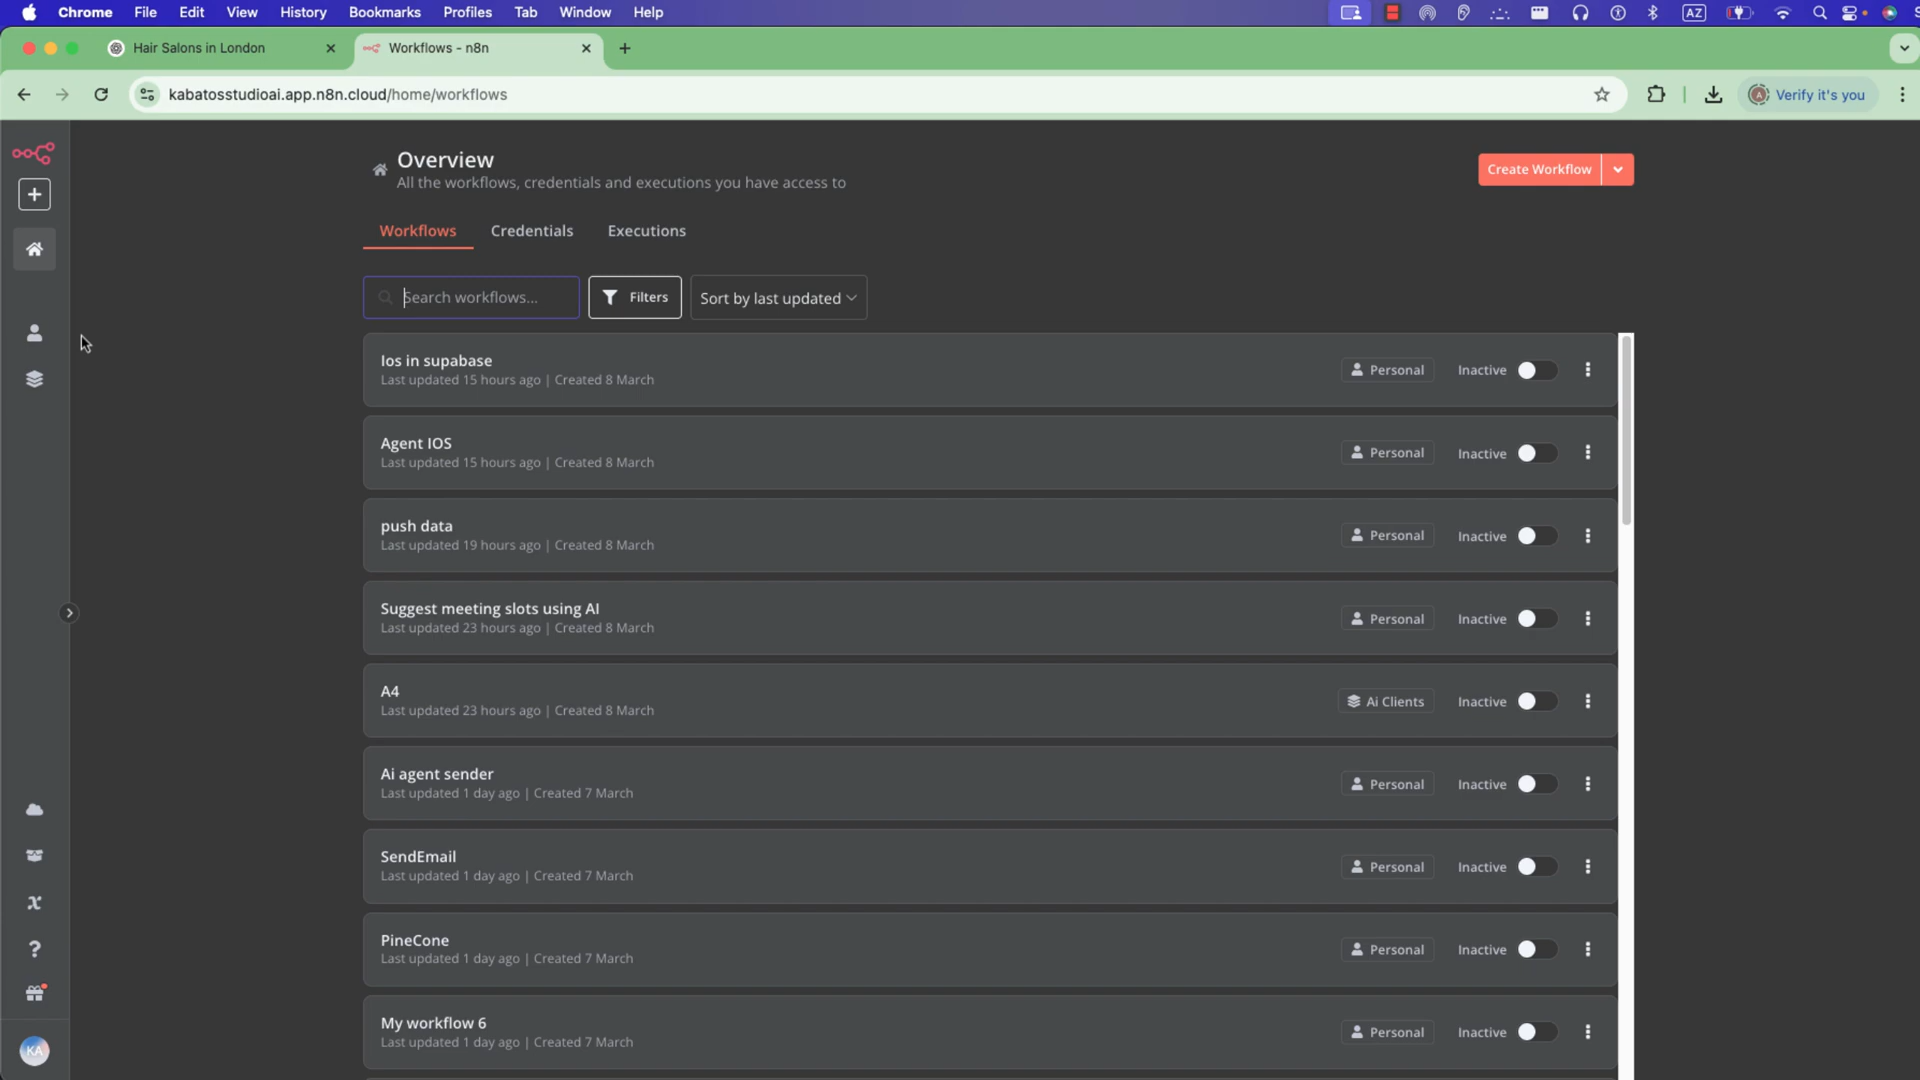 Chrome File Edit View History Bookmarks Profiles Tab Window Help
AZ
Hair Salons in London
Workflows - n8n
kabatosstudioai.app.n8n.cloud/home/workflows
Verify it's you
Overview
All the workflows, credentials and executions you have access to
Create Workflow
Workflows Credentials Executions
Search workflows...
Filters
Sort by last updated
Ios in supabase
Last updated 15 hours ago | Created 8 March
Personal Inactive
Agent IOS
Last updated 15 hours ago | Created 8 March
Personal Inactive
push data
Last updated 19 hours ago | Created 8 March
Personal Inactive
Suggest meeting slots using AI
Last updated 23 hours ago | Created 8 March
Personal Inactive
A4
Last updated 23 hours ago | Created 8 March
Ai Clients Inactive
Ai agent sender
Last updated 1 day ago | Created 7 March
Personal Inactive
SendEmail
Last updated 1 day ago | Created 7 March
Personal Inactive
PineCone
Last updated 1 day ago | Created 7 March
Personal Inactive
My workflow 6
Last updated 1 day ago | Created 7 March
Personal Inactive
KA